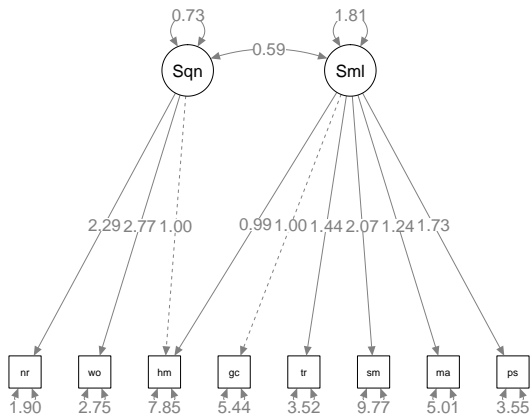 0.73 1.81
0.59
Sqn Sml
2.29 2.77 1.00 0.99 1.00 1.44 2.07 1.24 1.73
nr wo hm gc tr sm ma ps
1.90 2.75 7.85 5.44 3.52 9.77 5.01 3.55